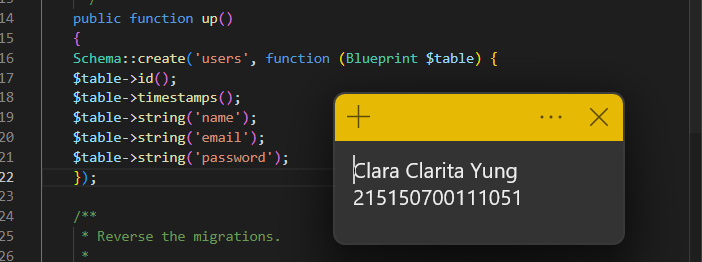 14 public function up()
15 {
16 Schema::create('users', function (Blueprint $table) {
17 $table->id();
18 $table->timestamps();
19 $table->string('name');
20 $table->string('email');
21 $table->string('password');
22 });
23
24 /**
25 * Reverse the migrations.
26 *
Clara Clarita Yung
215150700111051